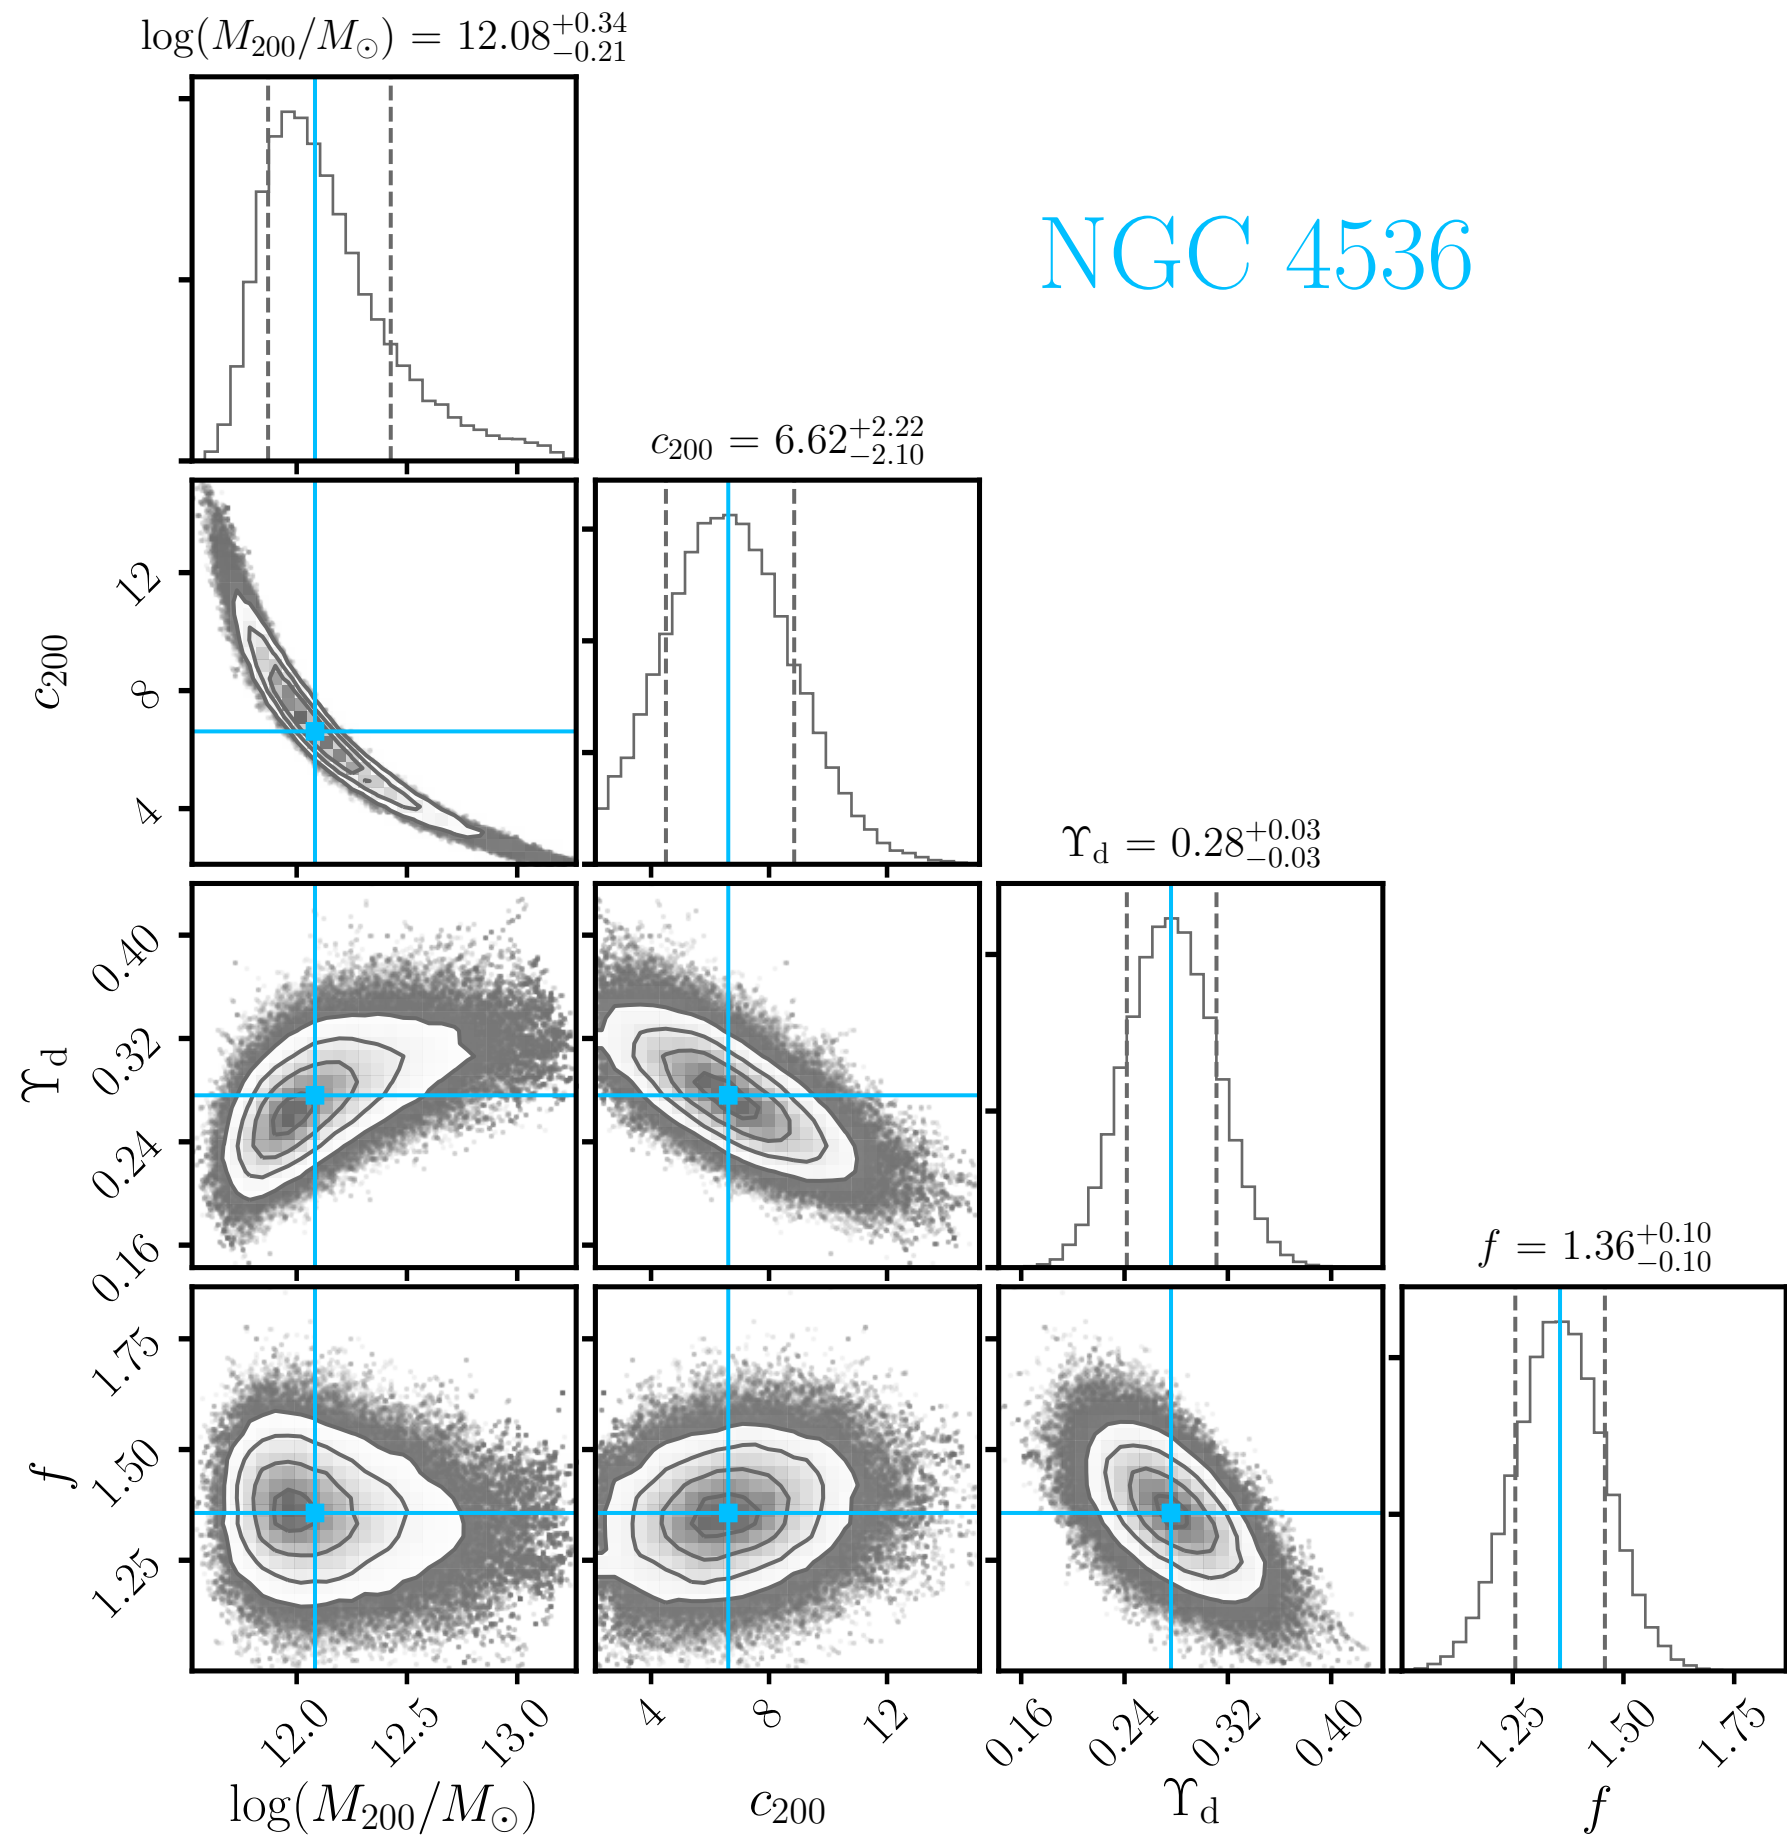 log(M₂₀₀/M⊙) = 12.08 +0.34 −0.21
NGC 4536
c₂₀₀ = 6.62 +2.22 −2.10
12
8
4
c₂₀₀
ϒd = 0.28 +0.03 −0.03
0.40
0.32
0.24
0.16
ϒd
f = 1.36 +0.10 −0.10
1.75
1.50
1.25
f
12.0 12.5 13.0 4 8 12 0.16 0.24 0.32 0.40 1.25 1.50 1.75
log(M₂₀₀/M⊙) c₂₀₀ ϒd f